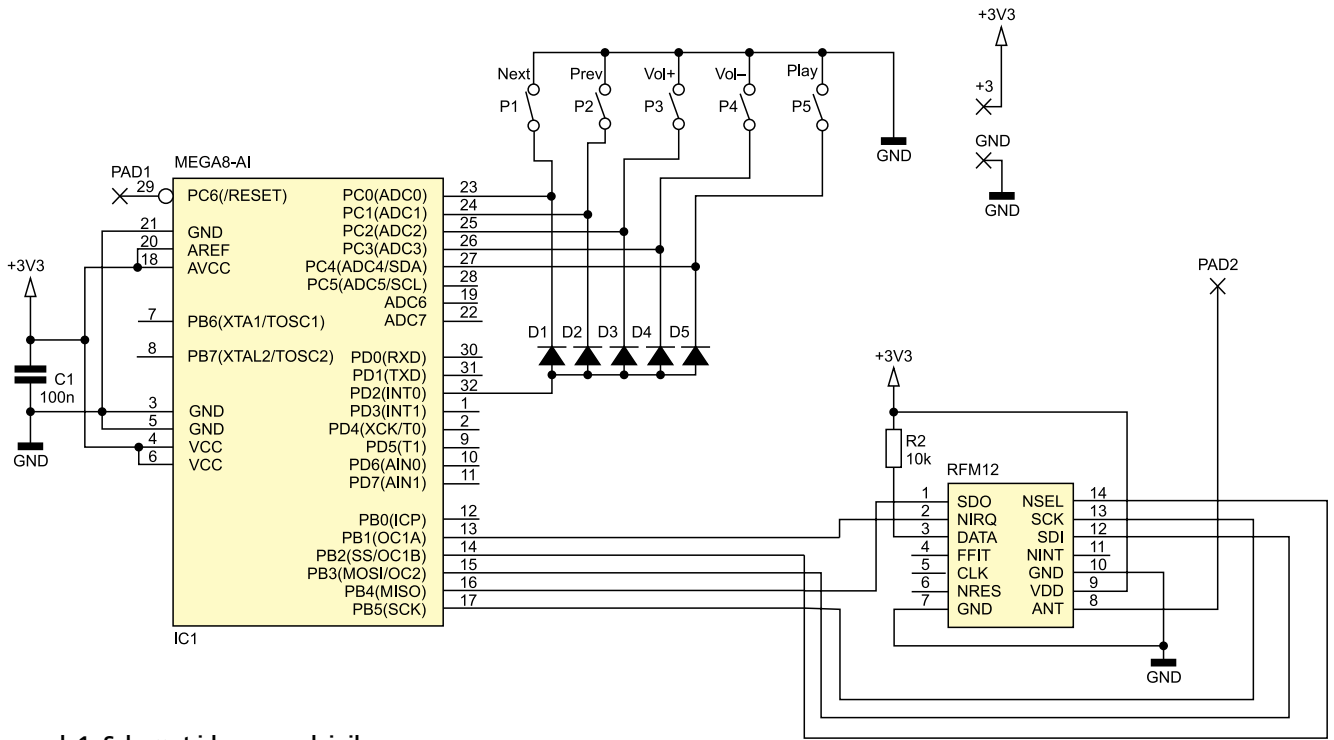 +3V3
+3
GND
Next
Prev
Vol+
Vol–
Play
P1
P2
P3
P4
P5
GND
GND
MEGA8-AI
PAD1
29 PC6(/RESET)
21 GND
20 AREF
18 AVCC
7 PB6(XTA1/TOSC1)
8 PB7(XTAL2/TOSC2)
3 GND
5 GND
4 VCC
6 VCC
PC0(ADC0) 23
PC1(ADC1) 24
PC2(ADC2) 25
PC3(ADC3) 26
PC4(ADC4/SDA) 27
PC5(ADC5/SCL) 28
ADC6 19
ADC7 22
PD0(RXD) 30
PD1(TXD) 31
PD2(INT0) 32
PD3(INT1) 1
PD4(XCK/T0) 2
PD5(T1) 9
PD6(AIN0) 10
PD7(AIN1) 11
PB0(ICP) 12
PB1(OC1A) 13
PB2(SS/OC1B) 14
PB3(MOSI/OC2) 15
PB4(MISO) 16
PB5(SCK) 17
IC1
+3V3
C1
100n
GND
D1
D2
D3
D4
D5
PAD2
+3V3
R2
10k
RFM12
1 SDO
2 NIRQ
3 DATA
4 FFIT
5 CLK
6 NRES
7 GND
NSEL 14
SCK 13
SDI 12
NINT 11
GND 10
VDD 9
ANT 8
GND